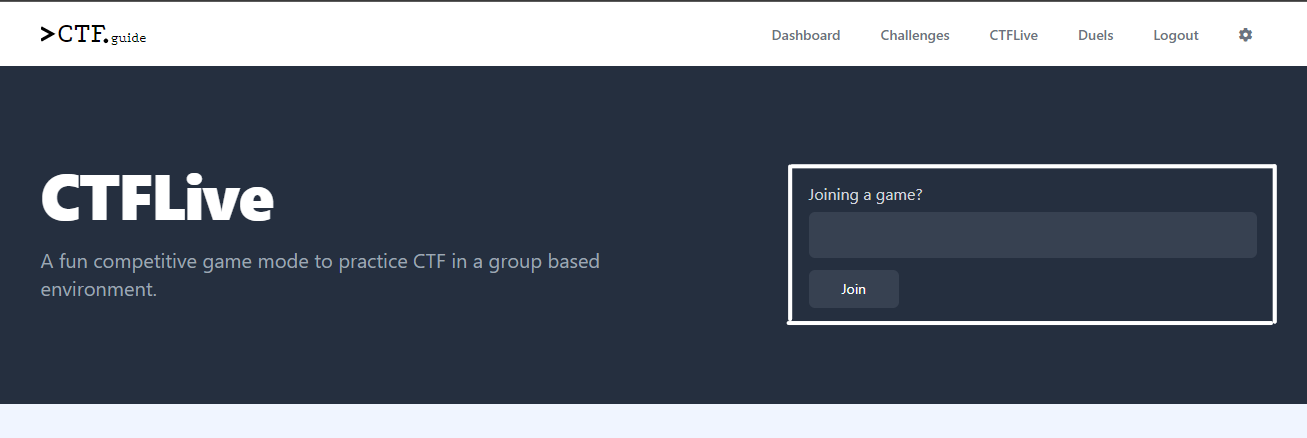 >CTF.guide
Dashboard
Challenges
CTFLive
Duels
Logout
CTFLive
A fun competitive game mode to practice CTF in a group based
environment.
Joining a game?
Join